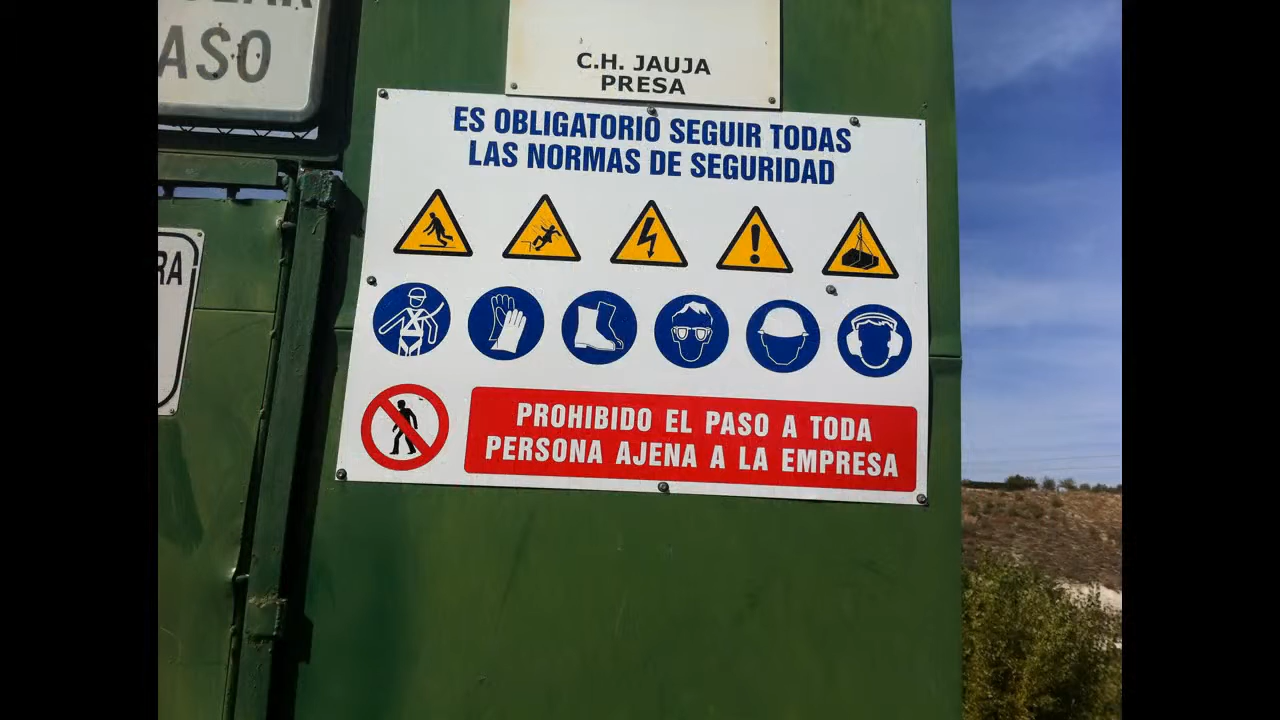 ASO
C.H. JAUJA
PRESA
ES OBLIGATORIO SEGUIR TODAS
LAS NORMAS DE SEGURIDAD
RA
PROHIBIDO EL PASO A TODA
PERSONA AJENA A LA EMPRESA